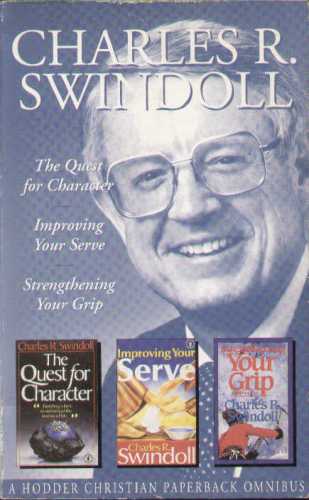 CHARLES R.
SWINDOLL
The Quest
for Character
Improving
Your Serve
Strengthening
Your Grip
Charles R. Swindoll
The
Quest for
Character
Improving Your
Serve
Charles R.
Swindoll
Your
Grip
Charles R.
Swindoll
A HODDER CHRISTIAN PAPERBACK OMNIBUS